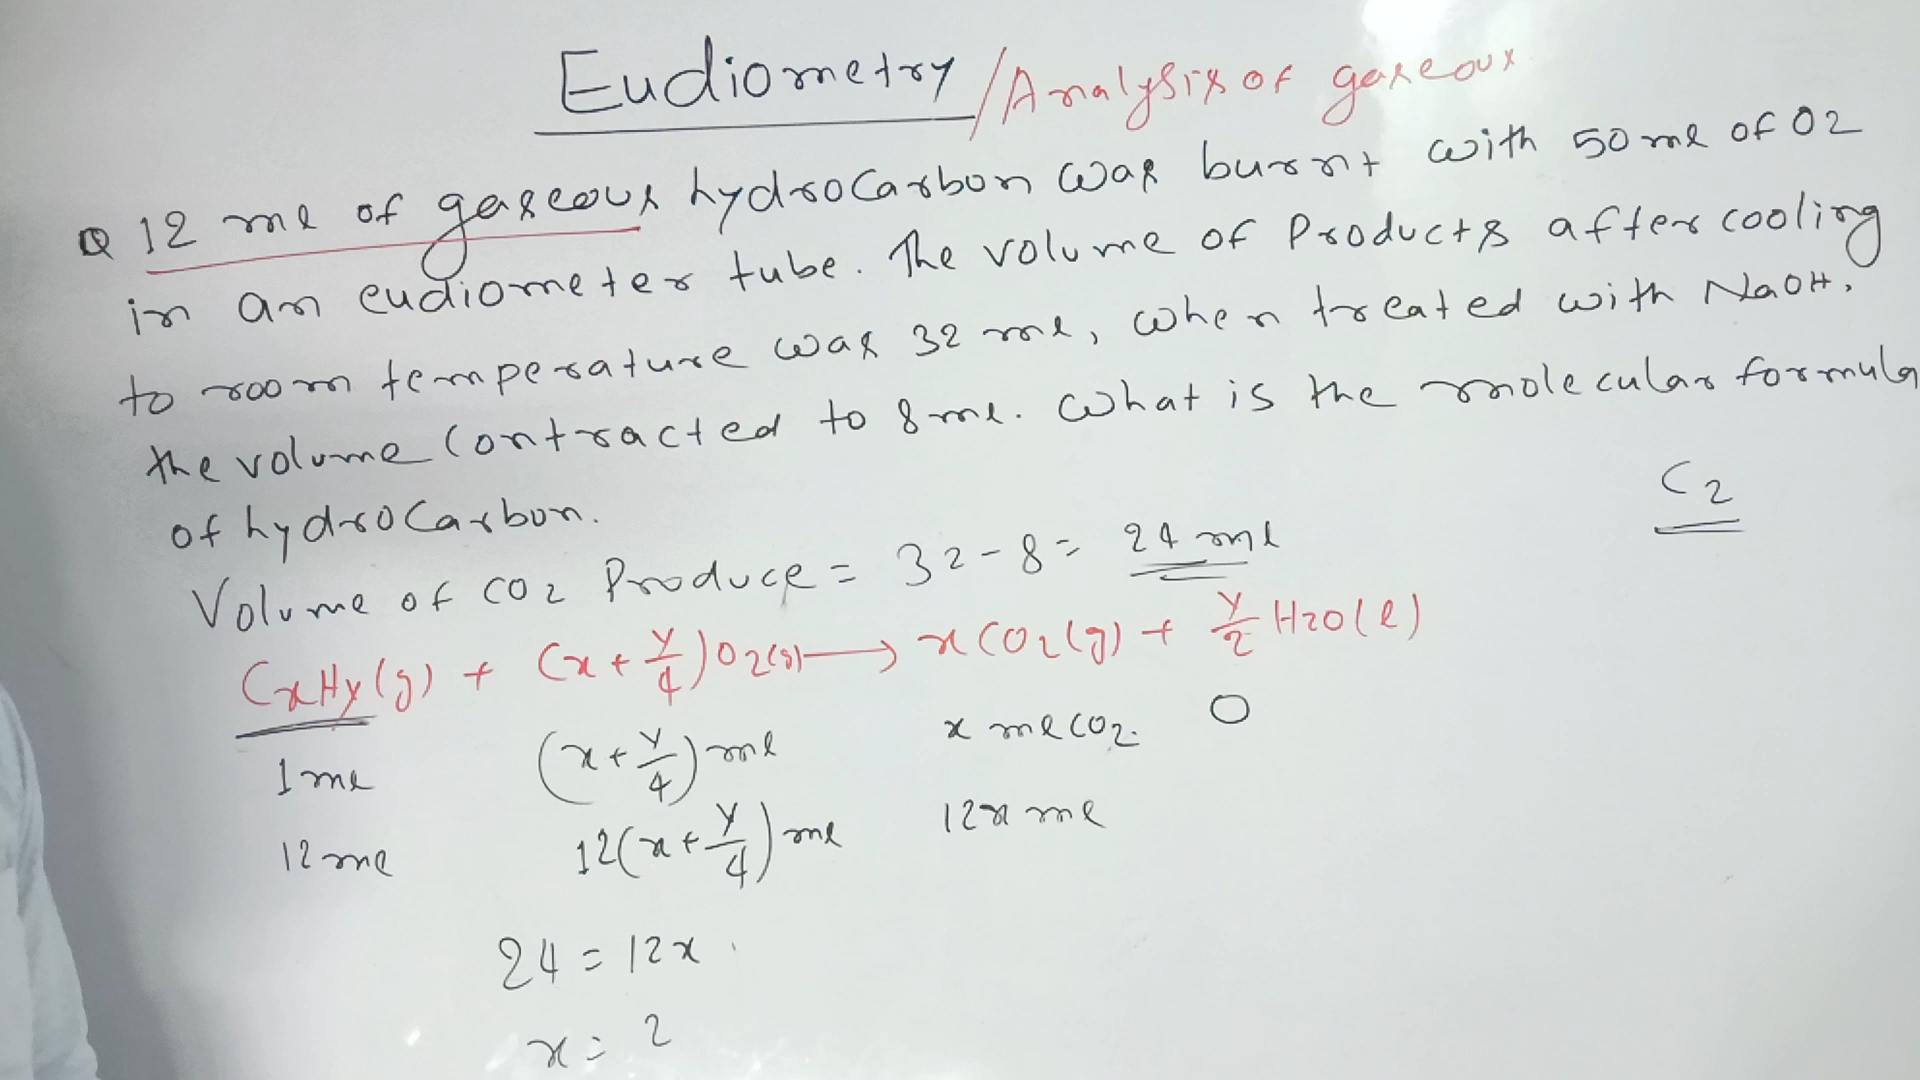 Eudiometry/Analysis of gaseous
Q 12 ml of gaseous hydrocarbon was burnt with 50 ml of O2
in an eudiometer tube. The volume of Products after cooling
to room temperature was 32 ml, when treated with NaOH,
the volume contracted to 8 ml. What is the molecular formula
of hydrocarbon.
C2
Volume of CO2 Produce = 32-8= 24 ml
CxHy(g) + (x+y/4)O2(g) → xCO2(g) + y/2 H2O(l)
1 ml (x+y/4) ml x ml CO2. 0
12 ml 12(x+y/4) ml 12x ml
24 = 12x
x = 2